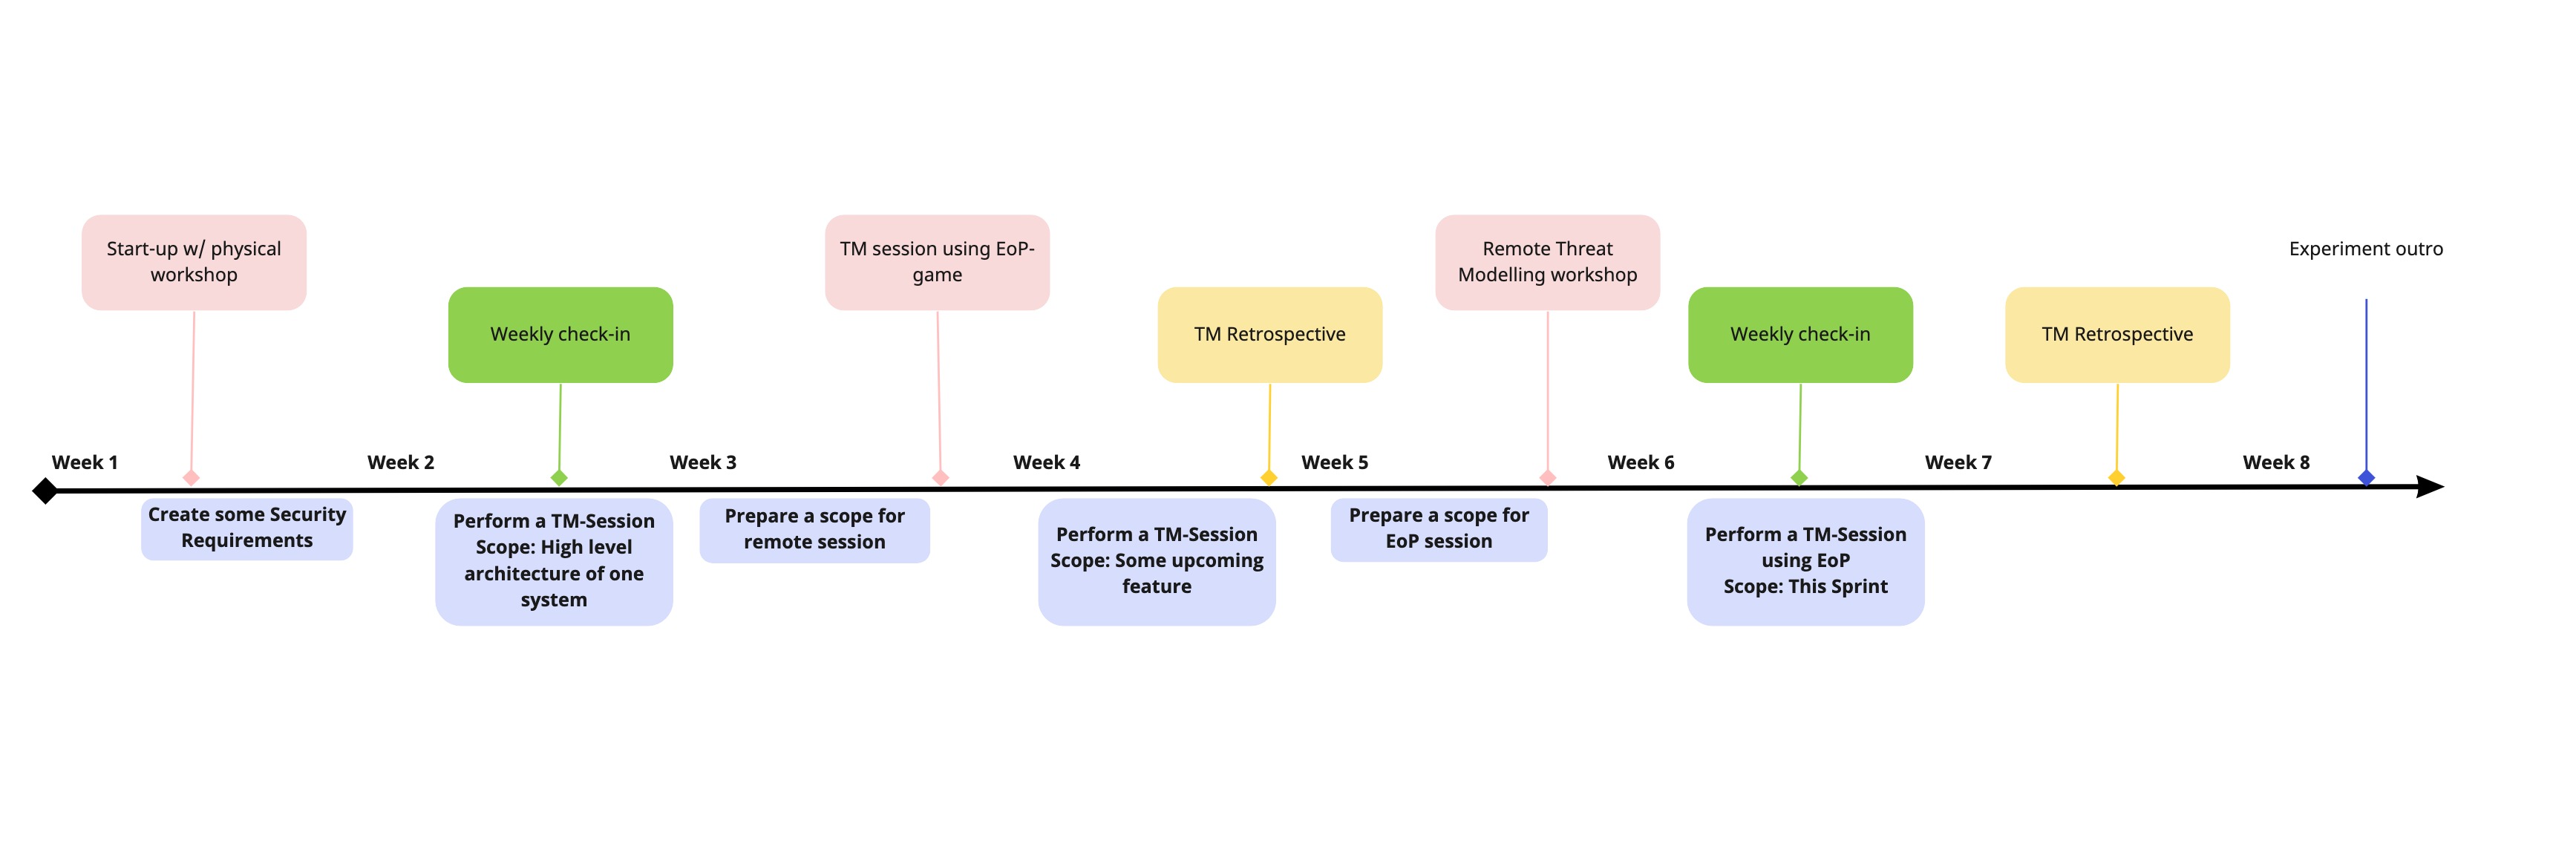 Start-up w/ physical
workshop
TM session using EoP-
game
Remote Threat
Modelling workshop
Experiment outro
Weekly check-in
TM Retrospective
Weekly check-in
TM Retrospective
Week 1
Week 2
Week 3
Week 4
Week 5
Week 6
Week 7
Week 8
Create some Security
Requirements
Perform a TM-Session
Scope: High level
architecture of one
system
Prepare a scope for
remote session
Perform a TM-Session
Scope: Some upcoming
feature
Prepare a scope for
EoP session
Perform a TM-Session
using EoP
Scope: This Sprint